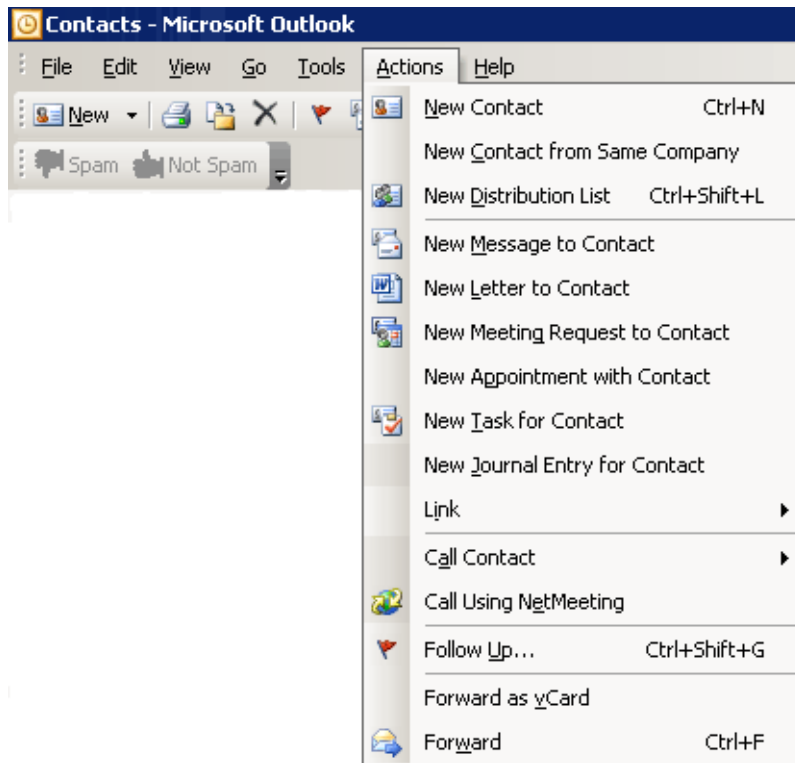 Contacts - Microsoft Outlook
File Edit View Go Tools Actions Help
New
Spam Not Spam
New Contact Ctrl+N
New Contact from Same Company
New Distribution List Ctrl+Shift+L
New Message to Contact
New Letter to Contact
New Meeting Request to Contact
New Appointment with Contact
New Task for Contact
New Journal Entry for Contact
Link
Call Contact
Call Using NetMeeting
Follow Up... Ctrl+Shift+G
Forward as vCard
Forward Ctrl+F